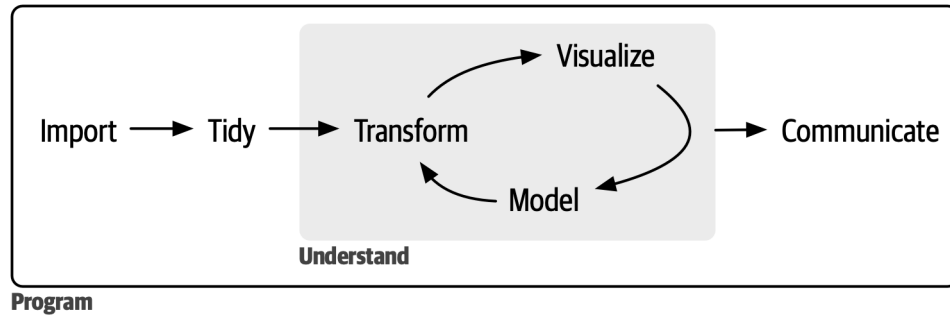 Visualize
Import
Tidy
Transform
Communicate
Model
Understand
Program